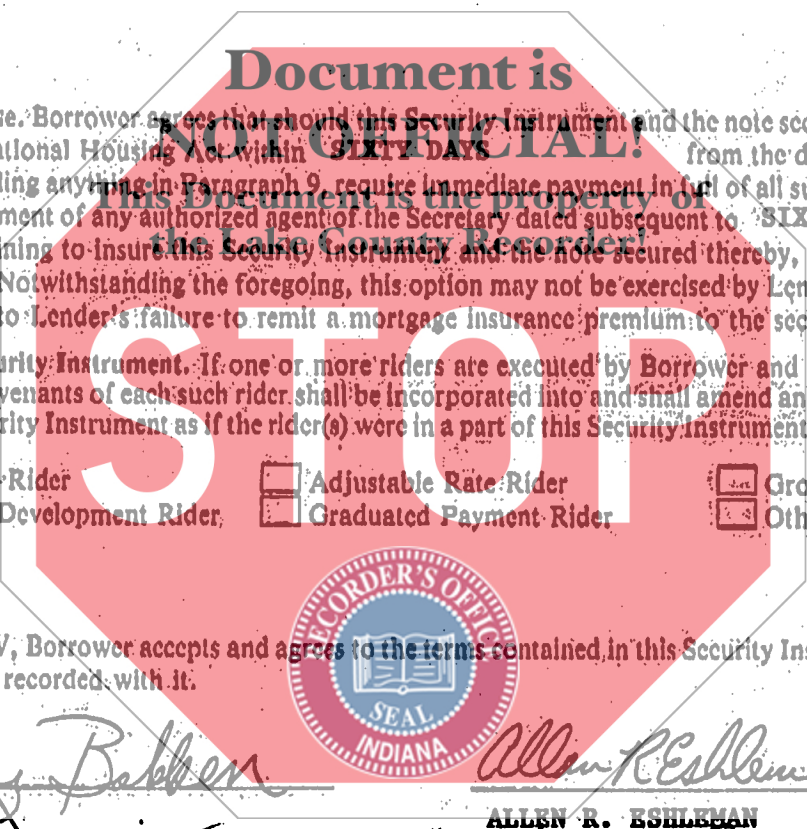 Document is
se. Borrower agrees that should this Security Instrument and the note sec
NOT OFFICIAL!
ational Housing Act within SIXTY DAYS from the d
ding anything in Paragraph 9, require immediate payment in full of all su
This Document is the property of
ment of any authorized agent of the Secretary dated subsequent to SIX
the Lake County Recorder!
ning to insure this Security Instrument and the note secured thereby,
Notwithstanding the foregoing, this option may not be exercised by Len
to Lender's failure to remit a mortgage insurance premium to the sec
STOP
urity Instrument. If one or more riders are executed by Borrower and
venants of each such rider shall be incorporated into and shall amend an
rity Instrument as if the rider(s) were in a part of this Security Instrument
Rider Adjustable Rate Rider Gro
Development Rider Graduated Payment Rider Oth
RECORDER'S OFFICE
SEAL
INDIANA
V, Borrower accepts and agrees to the terms contained in this Security Ins
recorded with it.
Allen R Eshlem
ALLEN R. ESHLEMAN